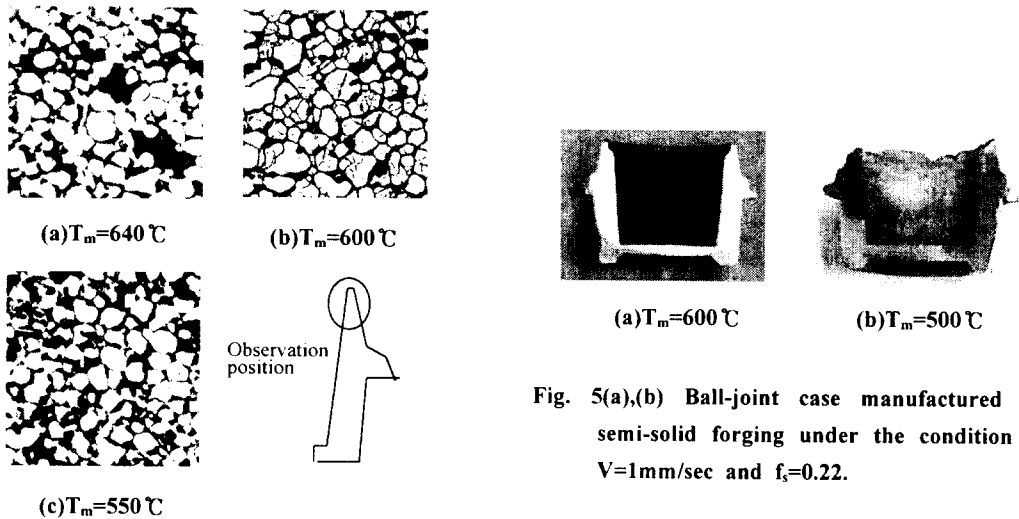 (a)Tₘ=640℃
(b)Tₘ=600℃
(c)Tₘ=550℃
Observation
position
(a)Tₘ=600℃
(b)Tₘ=500℃
Fig. 5(a),(b) Ball-joint case manufactured
semi-solid forging under the condition
V=1mm/sec and fₛ=0.22.